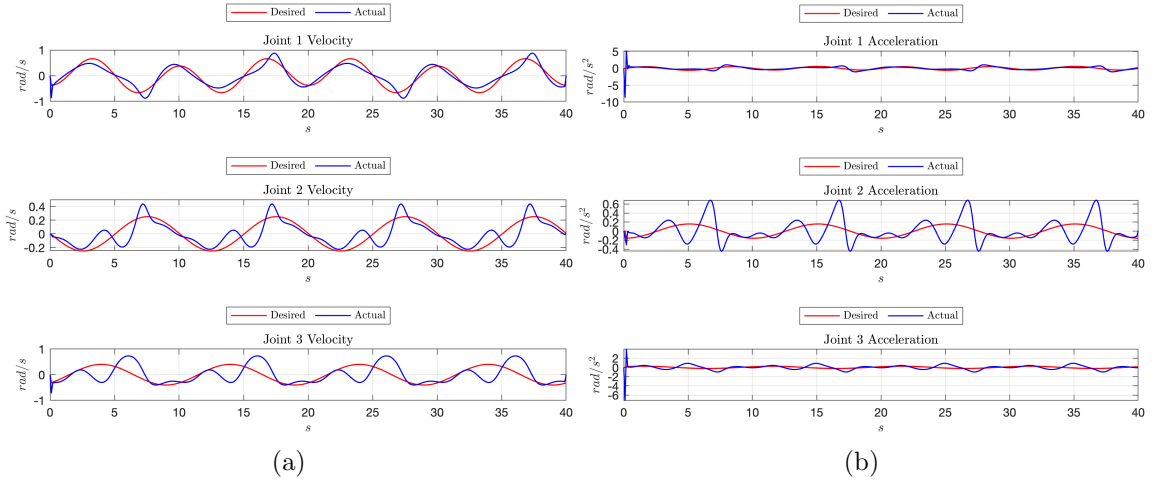 Desired Actual
Joint 1 Velocity
rad/s
1
0
-1
0 5 10 15 20 25 30 35 40
s
Desired Actual
Joint 2 Velocity
rad/s
0.4
0.2
0
-0.2
0 5 10 15 20 25 30 35 40
s
Desired Actual
Joint 3 Velocity
rad/s
1
0
-1
0 5 10 15 20 25 30 35 40
s
(a)
Desired Actual
Joint 1 Acceleration
rad/s²
5
0
-5
-10
0 5 10 15 20 25 30 35 40
s
Desired Actual
Joint 2 Acceleration
rad/s²
0.6
0.4
0.2
0
-0.2
-0.4
0 5 10 15 20 25 30 35 40
s
Desired Actual
Joint 3 Acceleration
rad/s²
2
0
-2
-4
-6
0 5 10 15 20 25 30 35 40
s
(b)